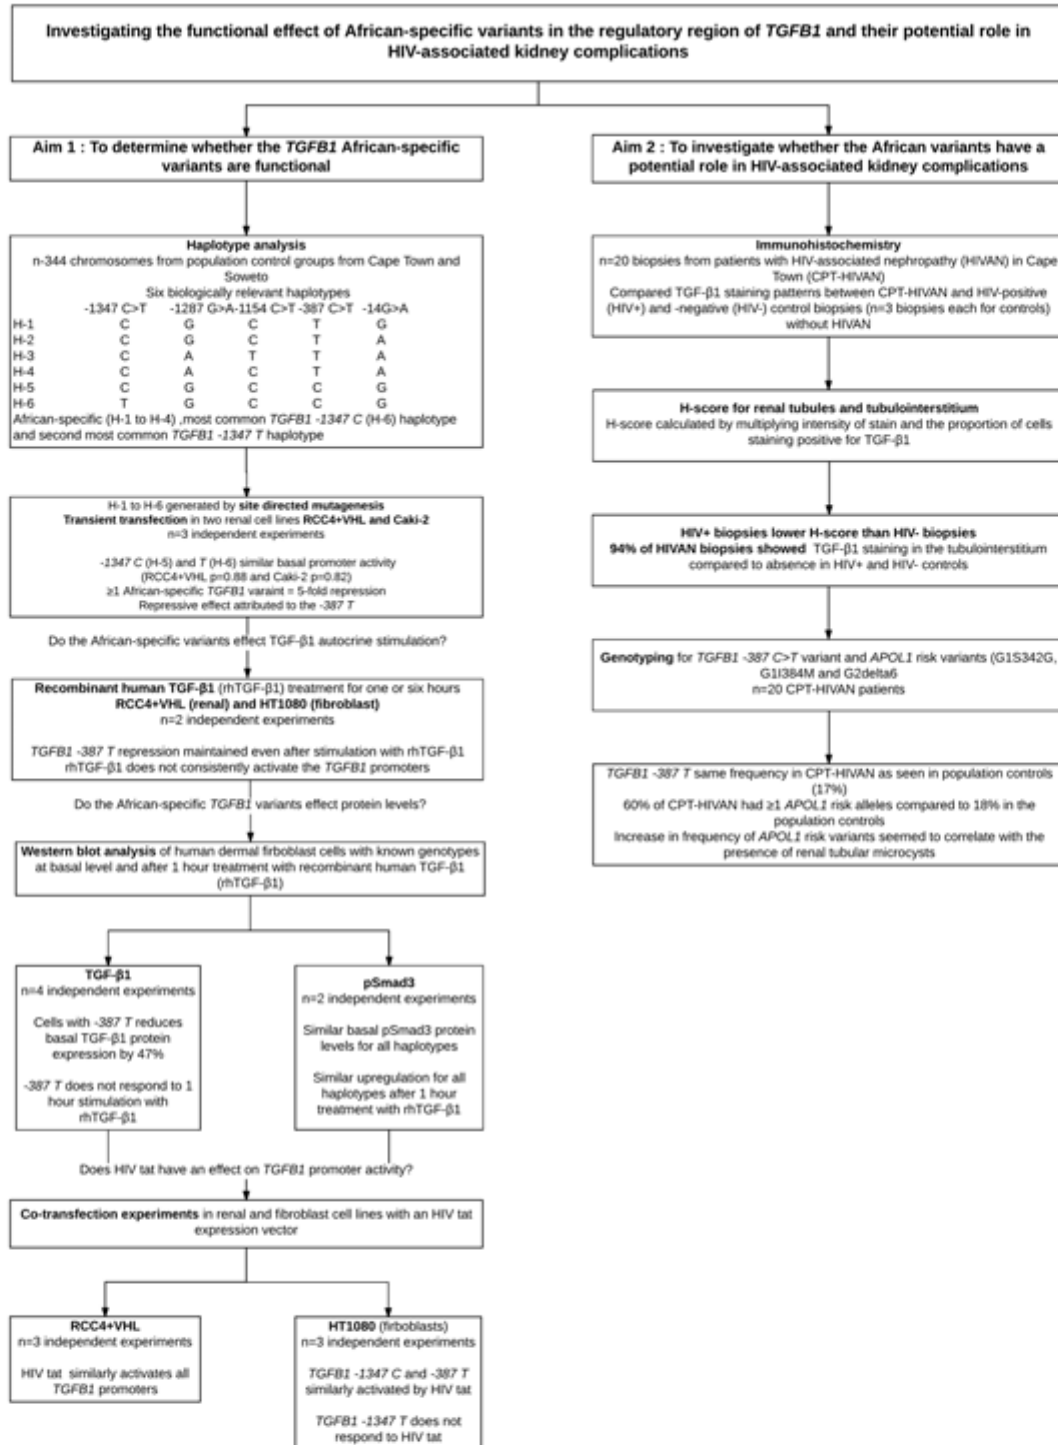 Investigating the functional effect of African-specific variants in the regulatory region of TGFB1 and their potential role in
HIV-associated kidney complications
Aim 1 : To determine whether the TGFB1 African-specific
variants are functional
Haplotype analysis
n-344 chromosomes from population control groups from Cape Town and
Soweto
Six biologically relevant haplotypes
-1347 C>T -1287 G>A-1154 C>T -387 C>T -14G>A
H-1 C G C T G
H-2 C G C T A
H-3 C A T T A
H-4 C A C T A
H-5 C G C C G
H-6 T G C C G
African-specific (H-1 to H-4) ,most common TGFB1 -1347 C (H-6) haplotype
and second most common TGFB1 -1347 T haplotype
H-1 to H-6 generated by site directed mutagenesis
Transient transfection in two renal cell lines RCC4+VHL and Caki-2
n=3 independent experiments
-1347 C (H-5) and T (H-6) similar basal promoter activity
(RCC4+VHL p=0.88 and Caki-2 p=0.82)
≥1 African-specific TGFB1 varaint = 5-fold repression
Repressive effect attributed to the -387 T
Do the African-specific variants effect TGF-β1 autocrine stimulation?
Recombinant human TGF-β1 (rhTGF-β1) treatment for one or six hours
RCC4+VHL (renal) and HT1080 (fibroblast)
n=2 independent experiments
TGFB1 -387 T repression maintained even after stimulation with rhTGF-β1
rhTGF-β1 does not consistently activate the TGFB1 promoters
Do the African-specific TGFB1 variants effect protein levels?
Western blot analysis of human dermal firboblast cells with known genotypes
at basal level and after 1 hour treatment with recombinant human TGF-β1
(rhTGF-β1)
TGF-β1
n=4 independent experiments
Cells with -387 T reduces
basal TGF-β1 protein
expression by 47%
-387 T does not respond to 1
hour stimulation with
rhTGF-β1
pSmad3
n=2 independent experiments
Similar basal pSmad3 protein
levels for all haplotypes
Similar upregulation for all
haplotypes after 1 hour
treatment with rhTGF-β1
Does HIV tat have an effect on TGFB1 promoter activity?
Co-transfection experiments in renal and fibroblast cell lines with an HIV tat
expression vector
RCC4+VHL
n=3 independent experiments
HIV tat similarly activates all
TGFB1 promoters
HT1080 (firboblasts)
n=3 independent experiments
TGFB1 -1347 C and -387 T
similarly activated by HIV tat
TGFB1 -1347 T does not
respond to HIV tat
Aim 2 : To investigate whether the African variants have a
potential role in HIV-associated kidney complications
Immunohistochemistry
n=20 biopsies from patients with HIV-associated nephropathy (HIVAN) in Cape
Town (CPT-HIVAN)
Compared TGF-β1 staining patterns between CPT-HIVAN and HIV-positive
(HIV+) and -negative (HIV-) control biopsies (n=3 biopsies each for controls)
without HIVAN
H-score for renal tubules and tubulointerstitium
H-score calculated by multiplying intensity of stain and the proportion of cells
staining positive for TGF-β1
HIV+ biopsies lower H-score than HIV- biopsies
94% of HIVAN biopsies showed TGF-β1 staining in the tubulointerstitium
compared to absence in HIV+ and HIV- controls
Genotyping for TGFB1 -387 C>T variant and APOL1 risk variants (G1S342G,
G1I384M and G2delta6
n=20 CPT-HIVAN patients
TGFB1 -387 T same frequency in CPT-HIVAN as seen in population controls
(17%)
60% of CPT-HIVAN had ≥1 APOL1 risk alleles compared to 18% in the
population controls
Increase in frequency of APOL1 risk variants seemed to correlate with the
presence of renal tubular microcysts